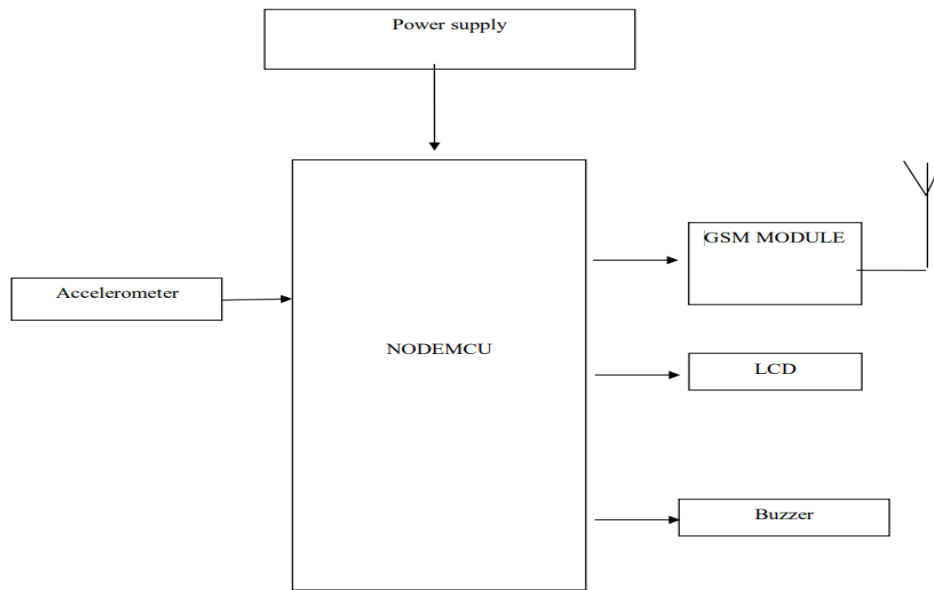 Power supply
GSM MODULE
Accelerometer
NODEMCU
LCD
Buzzer